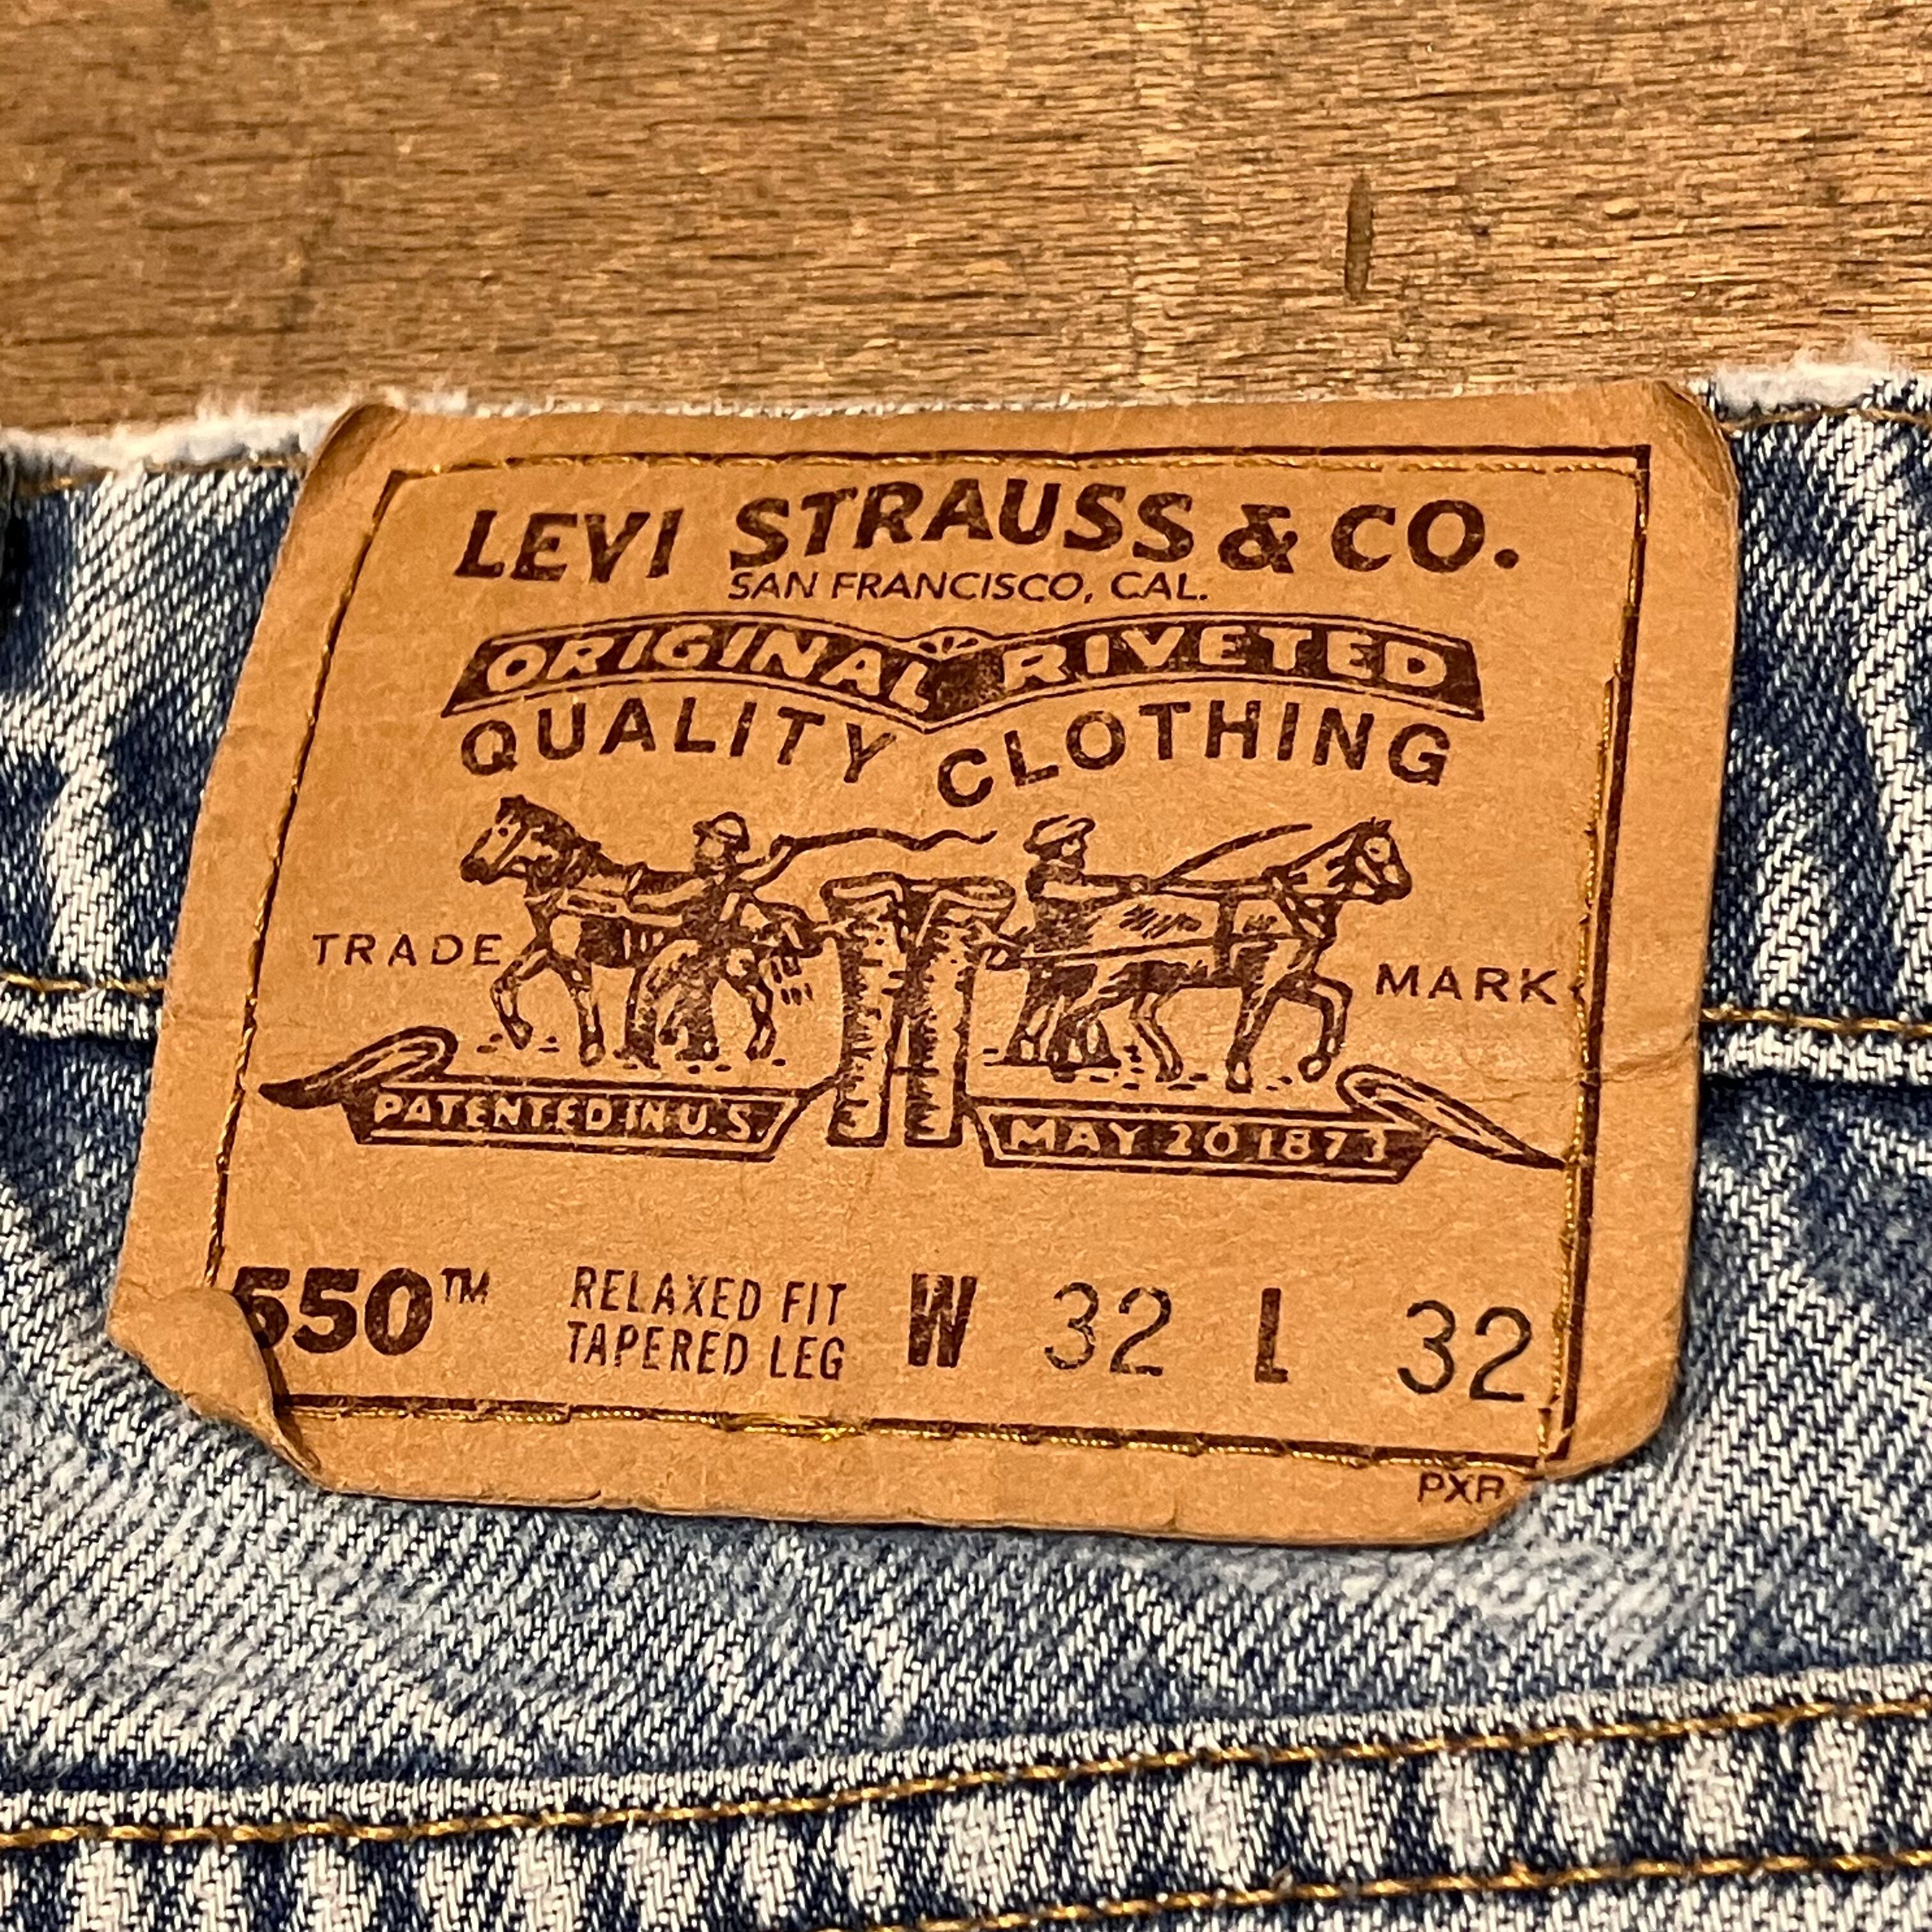 LEVI STRAUSS & CO.
SAN FRANCISCO, CAL.
ORIGINAL RIVETED
QUALITY CLOTHING
TRADE MARK
PATENTED IN U.S. MAY 20 1873
550™ RELAXED FIT W 32 L 32
TAPERED LEG